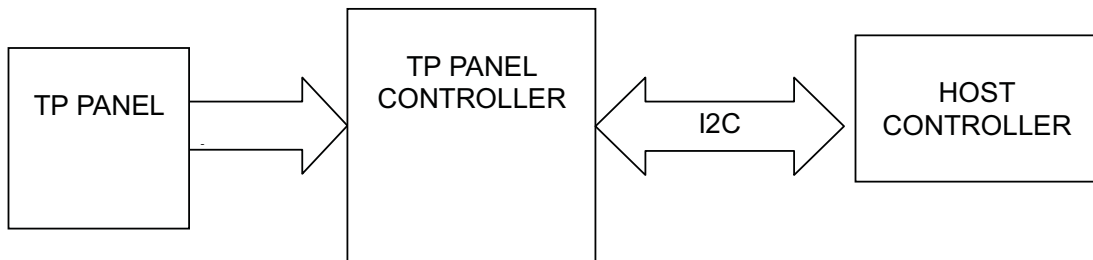 TP PANEL
TP PANEL
CONTROLLER
I2C
HOST
CONTROLLER